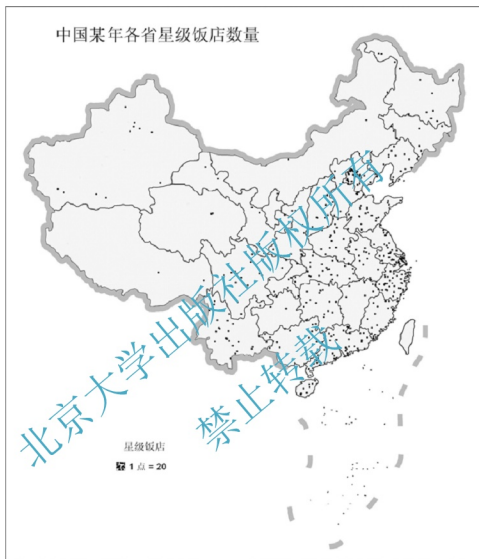 中国某年各省星级饭店数量
北京大学出版社版权所有
禁止转载
星级饭店
1 点 = 20